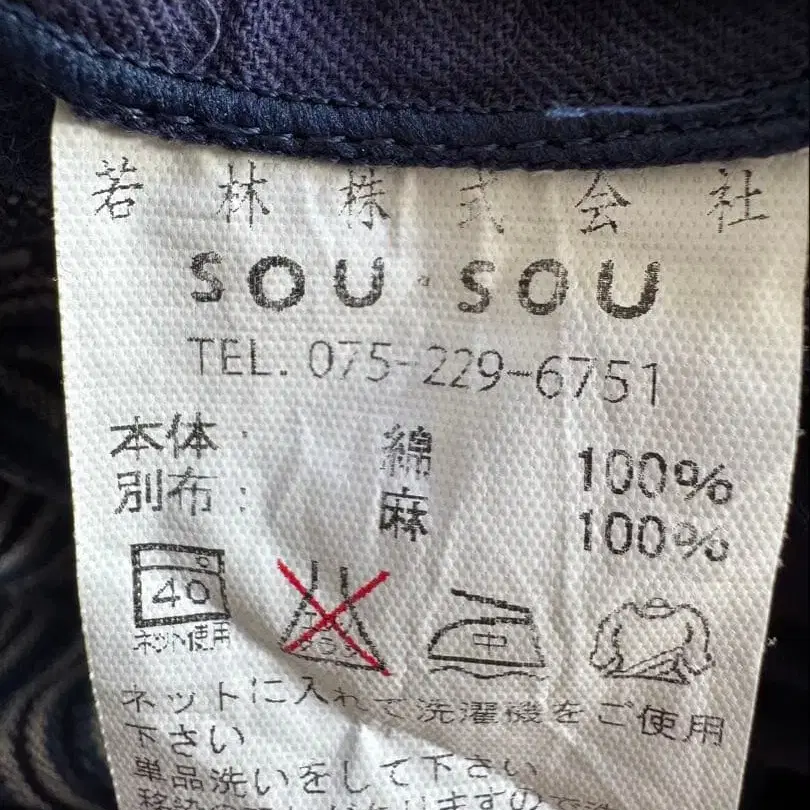 若林株式会社
SOU・SOU
TEL. 075-229-6751
本体: 綿 100%
別布: 麻 100%
40 中
ネット使用
ネットに入れて洗濯機をご使用
下さい
単品洗いをして下さい